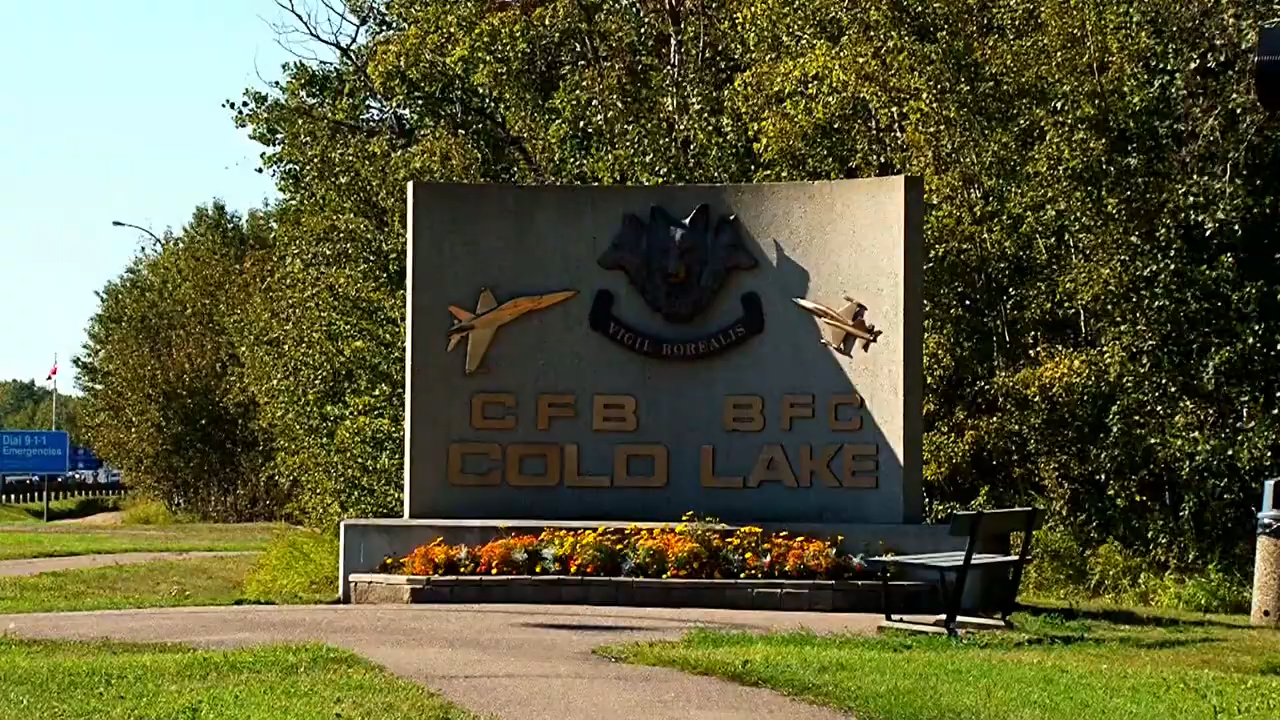 VIGIL BOREALIS
CFB BFC
COLD LAKE
Dial 9-1-1
Emergencies